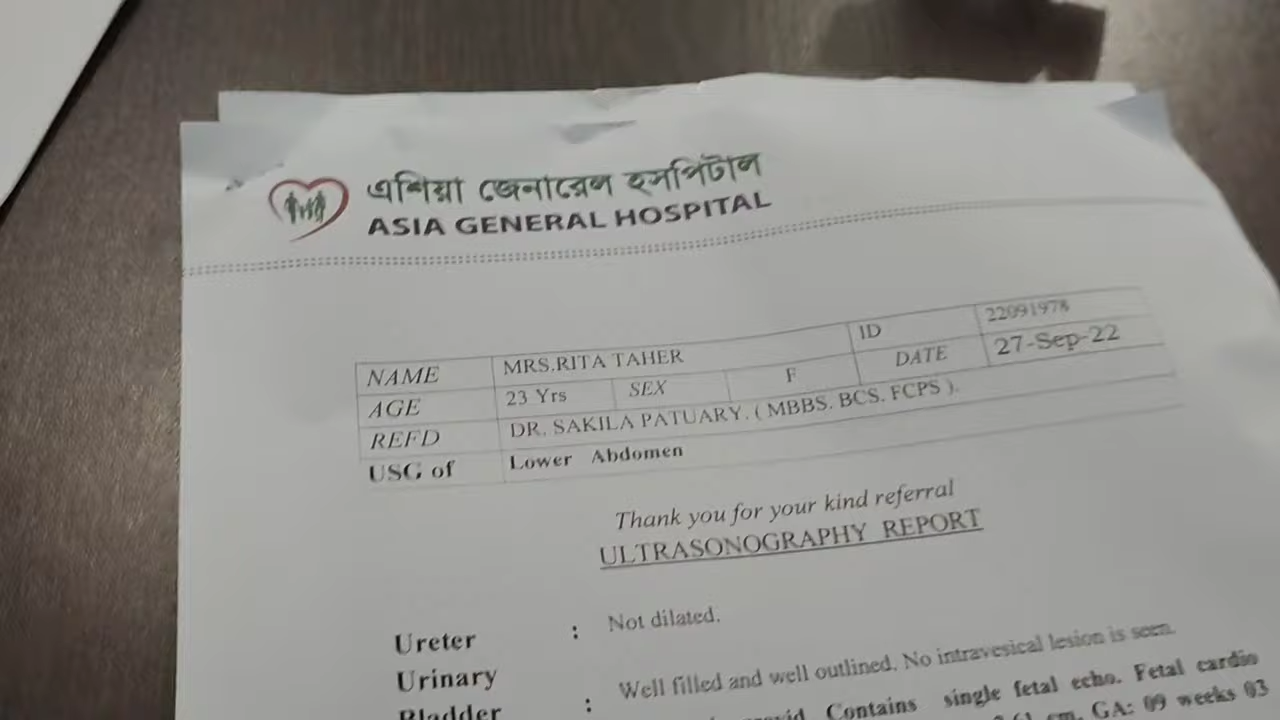 এশিয়া জেনারেল হসপিটাল
ASIA GENERAL HOSPITAL
NAME MRS.RITA TAHER ID 22091978
AGE 23 Yrs SEX F DATE 27-Sep-22
REFD DR. SAKILA PATUARY. ( MBBS. BCS. FCPS ).
USG of Lower Abdomen
Thank you for your kind referral
ULTRASONOGRAPHY REPORT
Ureter : Not dilated.
Urinary
Bladder : Well filled and well outlined. No intravesical lesion is seen.
Contains single fetal echo. Fetal cardio
cm. GA: 09 weeks 03